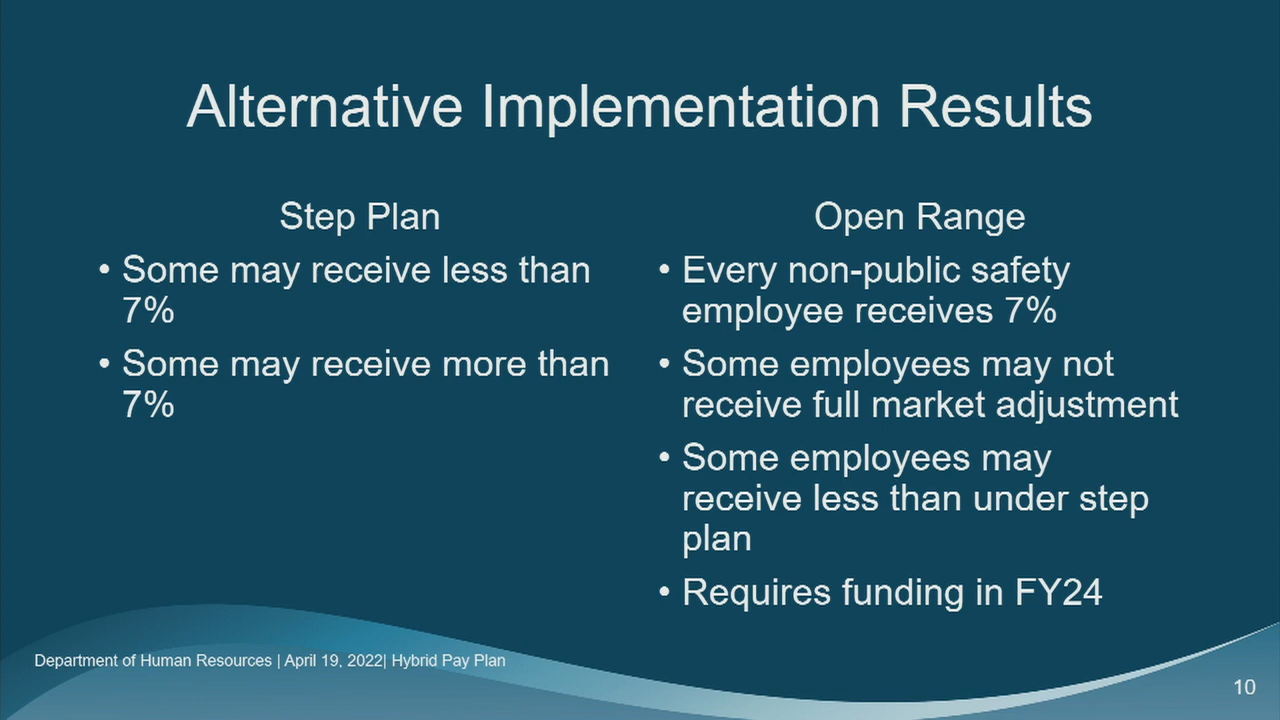 Alternative Implementation Results
Step Plan
• Some may receive less than
7%
• Some may receive more than
7%
Open Range
• Every non-public safety
employee receives 7%
• Some employees may not
receive full market adjustment
• Some employees may
receive less than under step
plan
• Requires funding in FY24
Department of Human Resources | April 19, 2022| Hybrid Pay Plan
10